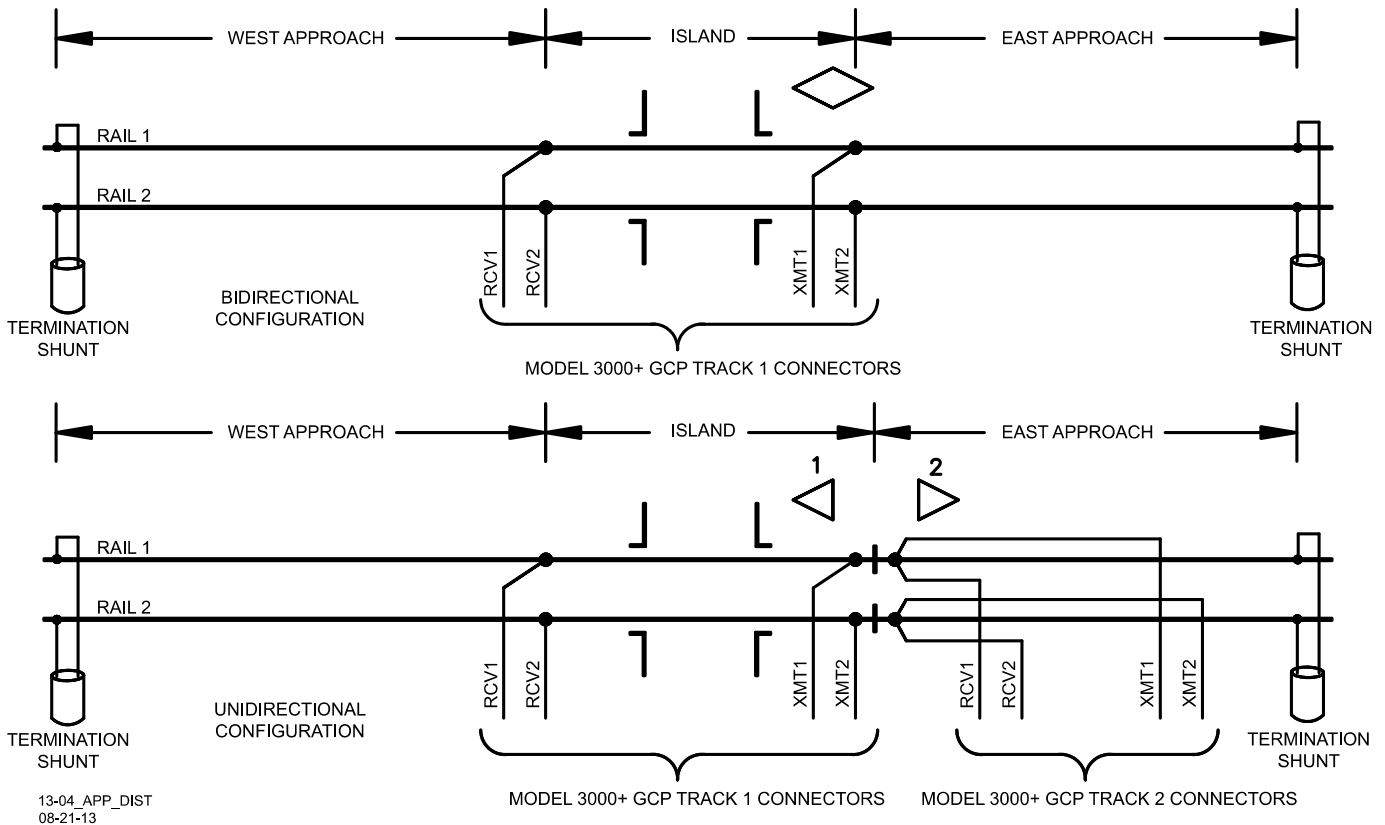 WEST APPROACH
ISLAND
EAST APPROACH
RAIL 1
RAIL 2
RCV1
RCV2
XMT1
XMT2
BIDIRECTIONAL
CONFIGURATION
TERMINATION
SHUNT
TERMINATION
SHUNT
MODEL 3000+ GCP TRACK 1 CONNECTORS
WEST APPROACH
ISLAND
EAST APPROACH
1
2
RAIL 1
RAIL 2
RCV1
RCV2
XMT1
XMT2
RCV1
RCV2
XMT1
XMT2
UNIDIRECTIONAL
CONFIGURATION
TERMINATION
SHUNT
TERMINATION
SHUNT
MODEL 3000+ GCP TRACK 1 CONNECTORS
MODEL 3000+ GCP TRACK 2 CONNECTORS
13-04_APP_DIST
08-21-13